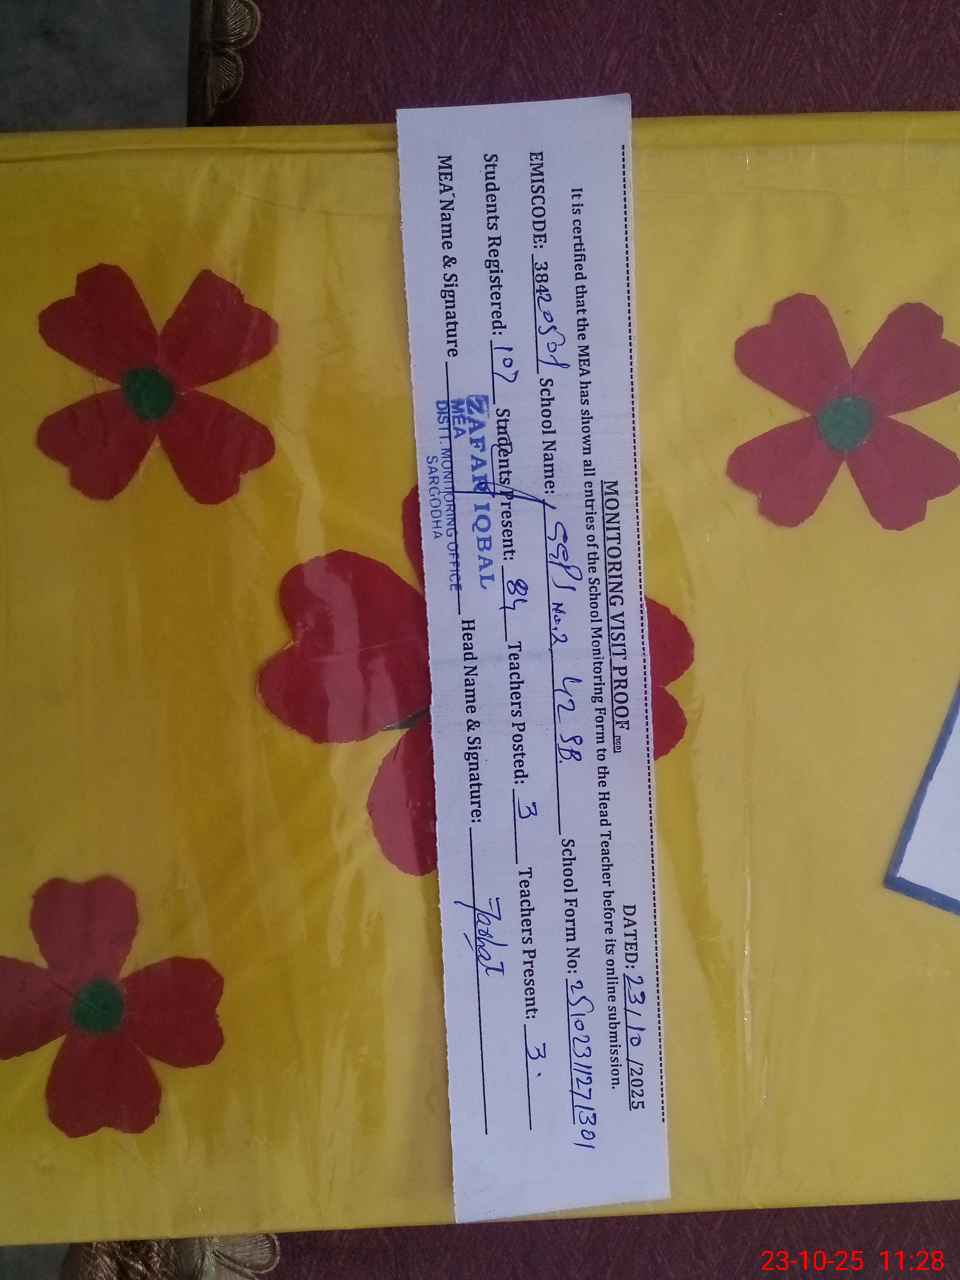 MONITORING VISIT PROOF
DATED: 23/10/2025
It is certified that the MEA has shown all entries of the School Monitoring Form to the Head Teacher before its online submission.
EMISCODE: 38420501 School Name: GGPS No.2, 42 SB. School Form No: 25102311271301
Students Registered: 107 Students Present: 84 Teachers Posted: 3 Teachers Present: 3.
MEA Name & Signature Head Name & Signature:
ZAFAR IQBAL
MEA
DISTT. MONITORING OFFICE
SARGODHA
23-10-25 11:28